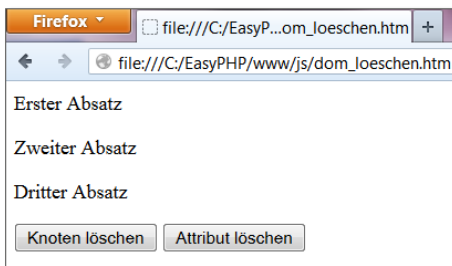 Firefox
file:///C:/EasyP...om_loeschen.htm +
file:///C:/EasyPHP/www/js/dom_loeschen.htm
Erster Absatz
Zweiter Absatz
Dritter Absatz
Knoten löschen Attribut löschen